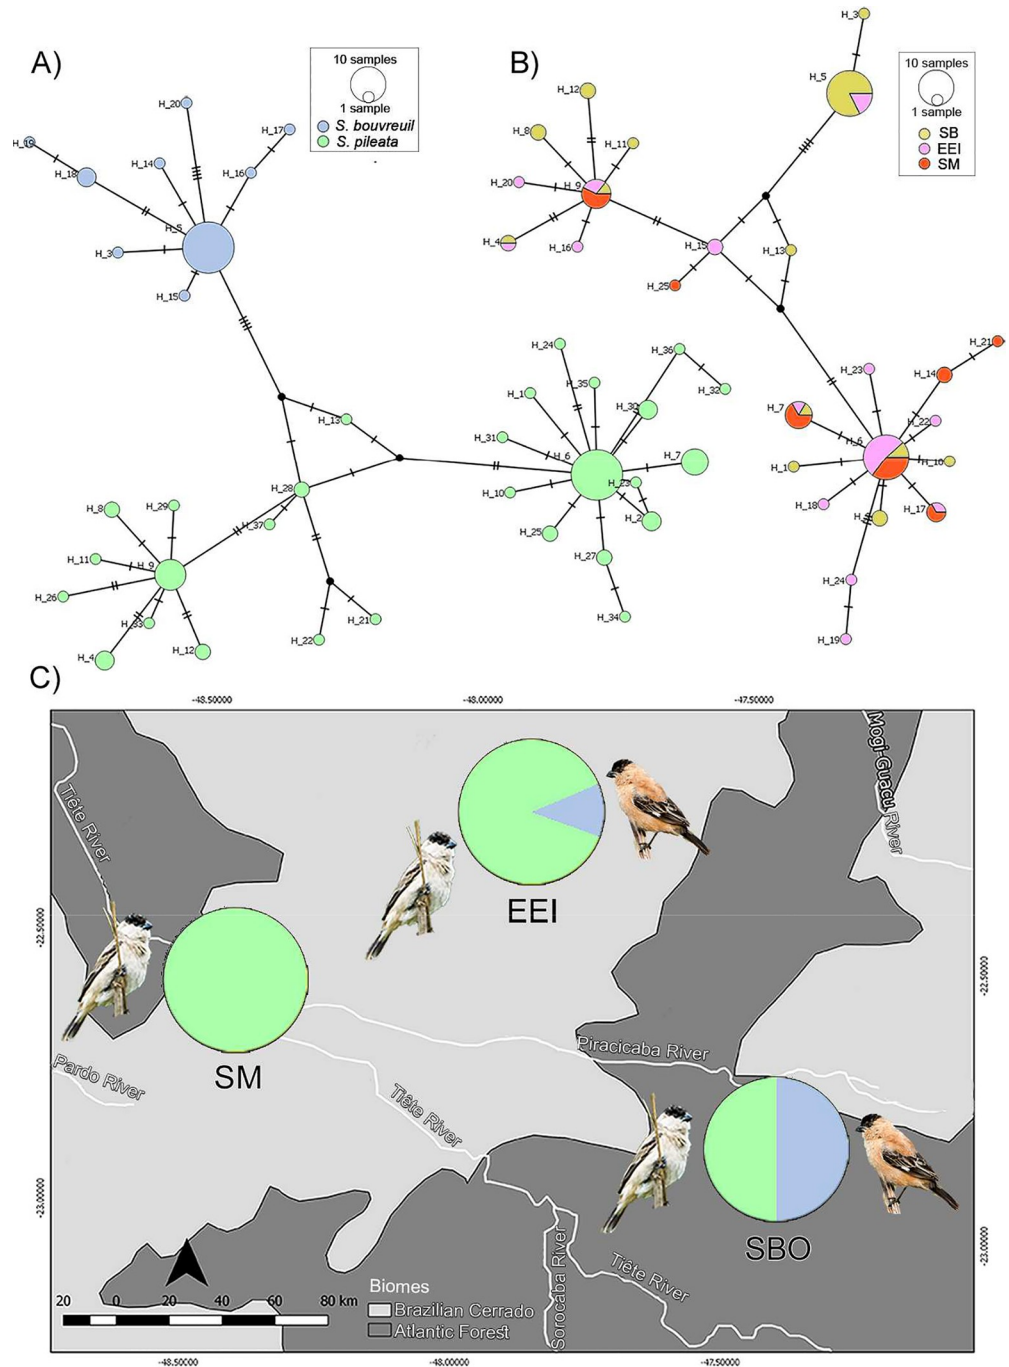 A)
10 samples
1 sample
S. bouvreuil
S. pileata
H_20
H_17
H_19
H_14
H_18
H_16
H_5
H_3
H_15
H_13
H_28
H_37
H_8
H_29
H_11
H_9
H_26
H_33
H_4
H_12
H_22
H_21
H_24
H_36
H_35
H_32
H_1
H_30
H_31
H_6
H_7
H_10
H_23
H_2
H_25
H_27
H_34
B)
10 samples
1 sample
SB
EEI
SM
H_3
H_5
H_12
H_8
H_11
H_20
H_9
H_4
H_16
H_15
H_13
H_25
H_21
H_23
H_14
H_7
H_22
H_6
H_1
H_10
H_18
H_17
H_24
H_19
C)
-48.50000
-48.00000
-47.50000
Tiête River
Mogi-Guaçu River
EEI
-22.50000
-22.50000
SM
Piracicaba River
Pardo River
Tiête River
SBO
-23.00000
-23.00000
Sorocaba River
Tiête River
Biomes
Brazilian Cerrado
Atlantic Forest
20 0 20 40 60 80 km
-48.50000
-48.00000
-47.50000